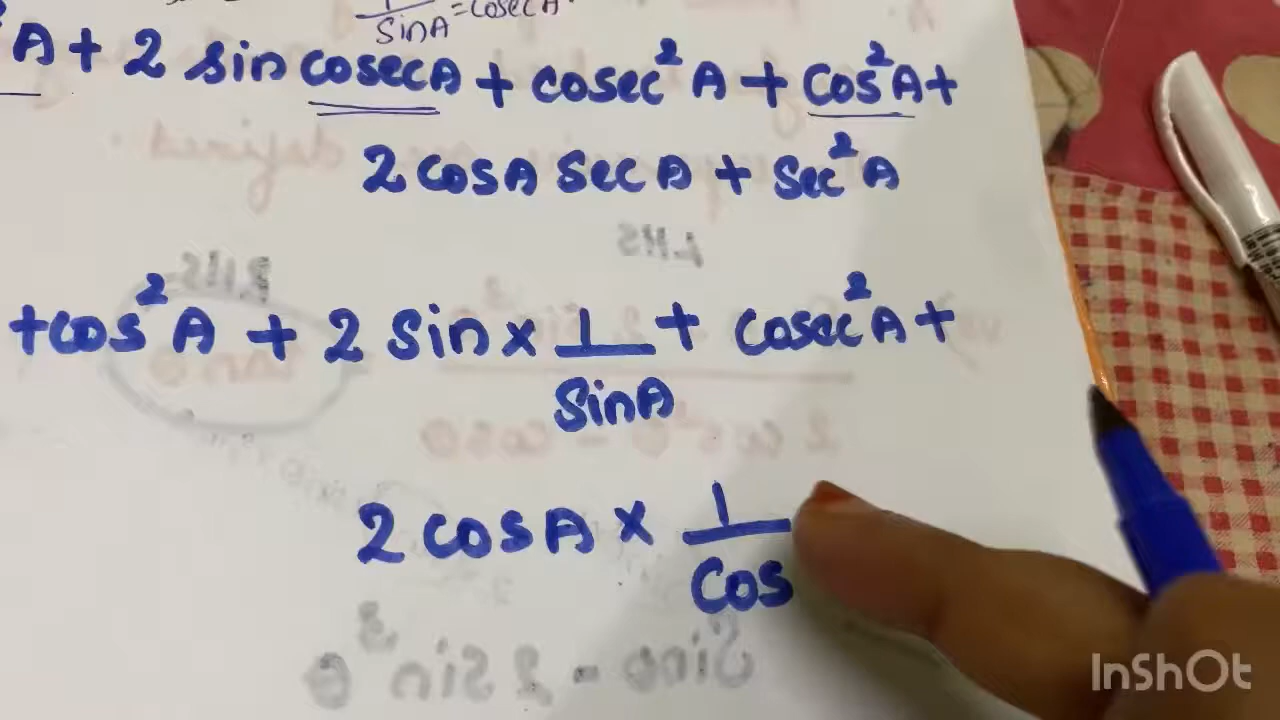 1/SinA = cosecA
²A + 2 sin cosecA + cosec²A + cos²A +
2 cosA secA + sec²A
+cos²A + 2 sin × 1/SinA + cosec²A +
2 cosA × 1/cos
InShOt